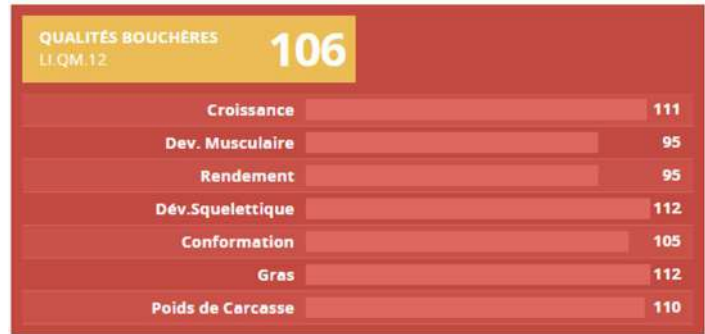 QUALITÉS BOUCHÈRES
LI.QM.12
106
Croissance 111
Dev. Musculaire 95
Rendement 95
Dév.Squelettique 112
Conformation 105
Gras 112
Poids de Carcasse 110